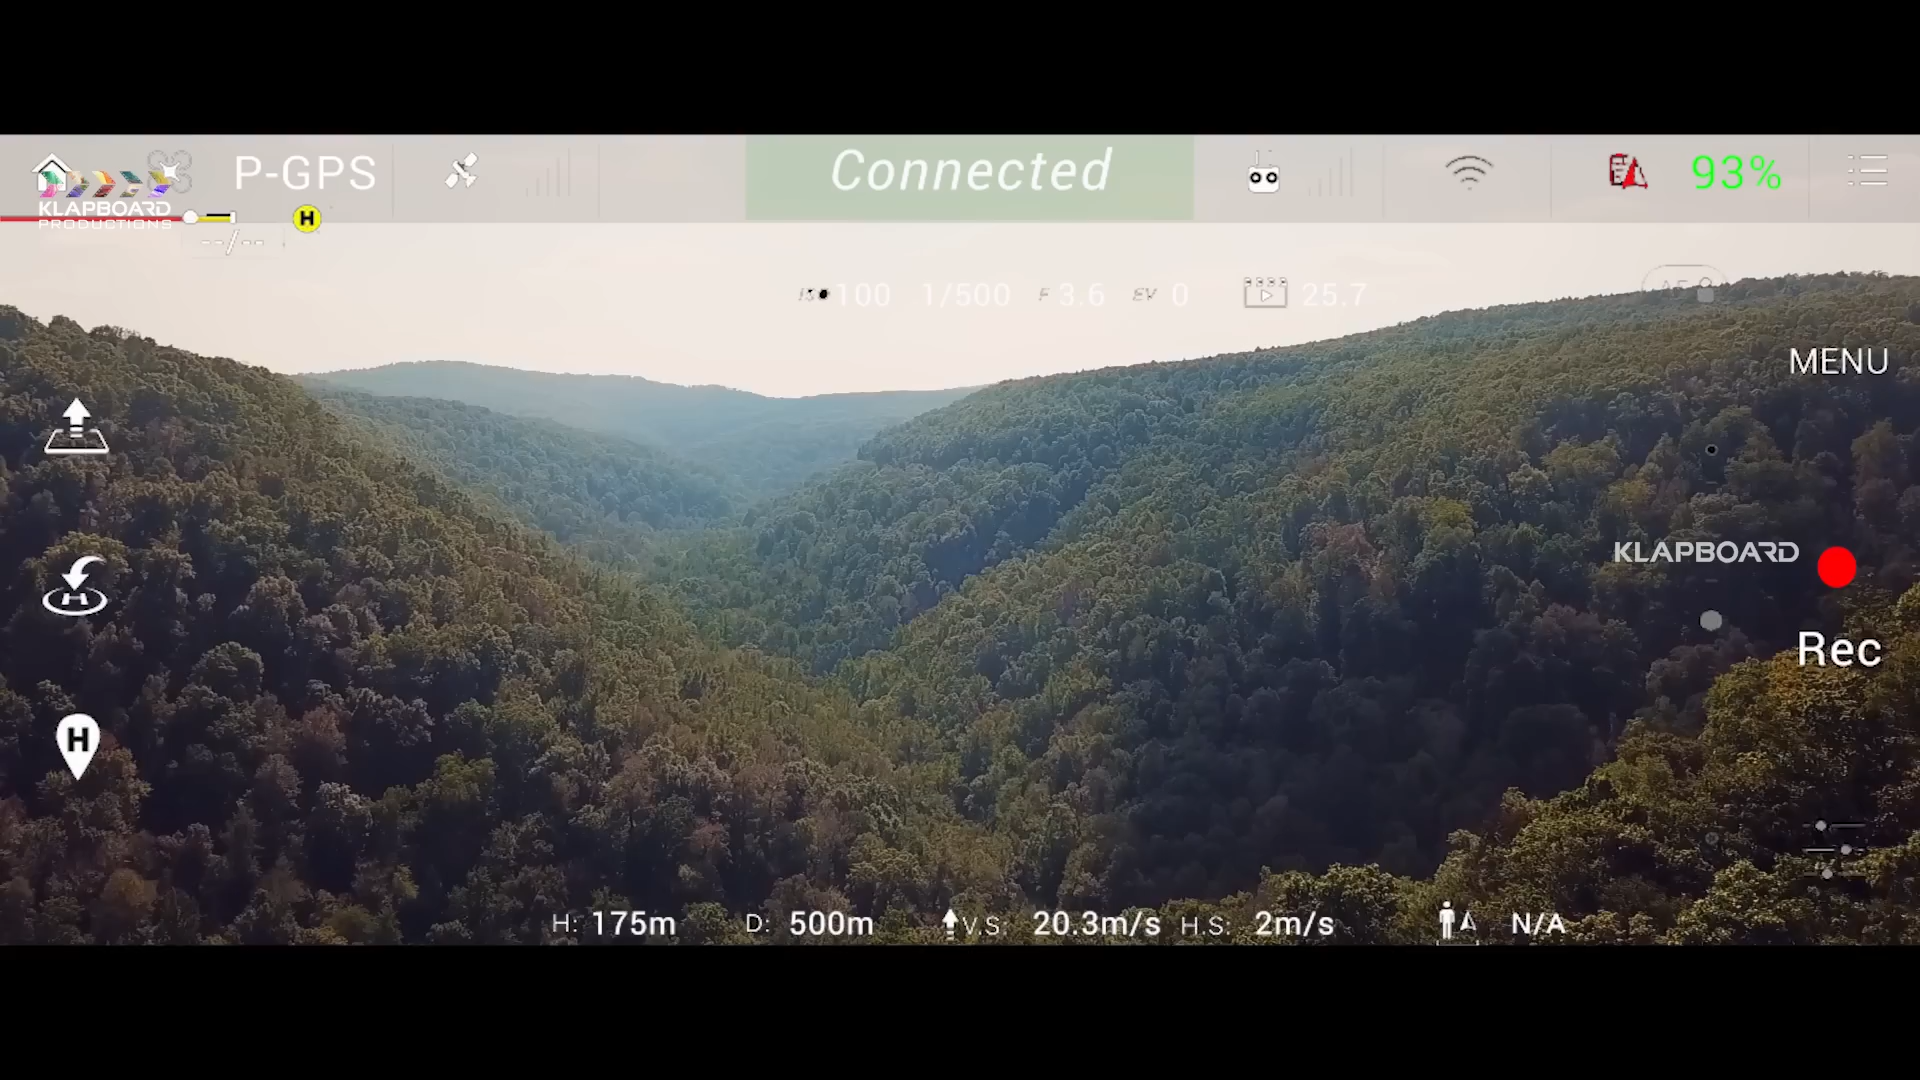 P-GPS
Connected
93%
KLAPBOARD
PRODUCTIONS
H
--/--
ISO 100 1/500 F 3.6 EV 0 25.7
MENU
KLAPBOARD
Rec
H
H
H: 175m D: 500m V.S: 20.3m/s H.S: 2m/s N/A